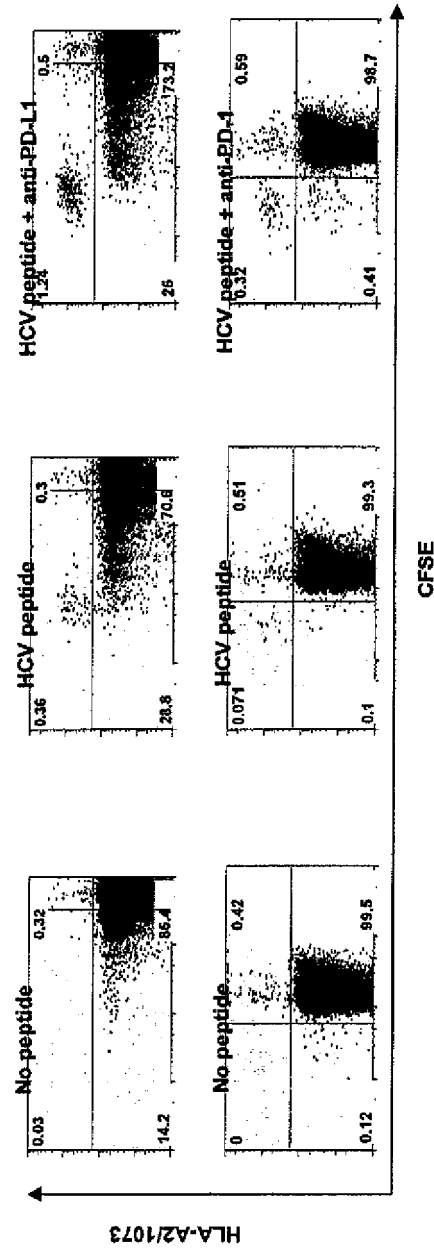 No peptide
0.03 0.32
14.2 85.4
HCV peptide
0.36 0.3
28.8 70.6
HCV peptide ± anti-PD-L1
1.24 0.5
26 73.2
No peptide
0 0.42
0.12 99.5
HCV peptide
0.071 0.51
0.1 99.3
HCV peptide ± anti-PD-1
0.32 0.59
0.41 98.7
HLA-A2/1073
CFSE